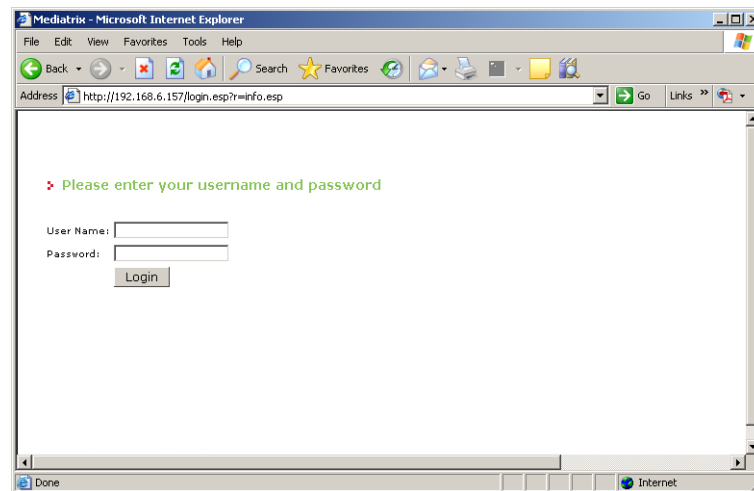 Mediatrix - Microsoft Internet Explorer
File Edit View Favorites Tools Help
Back Search Favorites
Address http://192.168.6.157/login.esp?r=info.esp Go Links »
Please enter your username and password
User Name:
Password:
Login
Done Internet